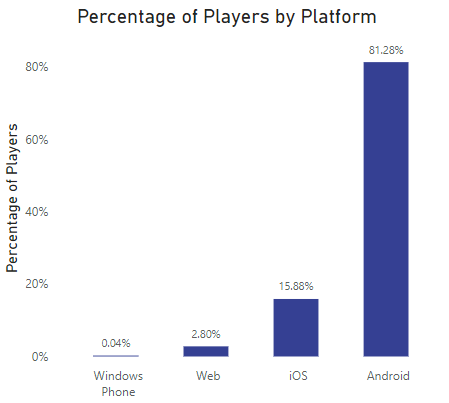 Percentage of Players by Platform
81.28%
80%
Percentage of Players
60%
40%
20%
15.88%
2.80%
0.04%
0%
Windows Phone
Web
iOS
Android